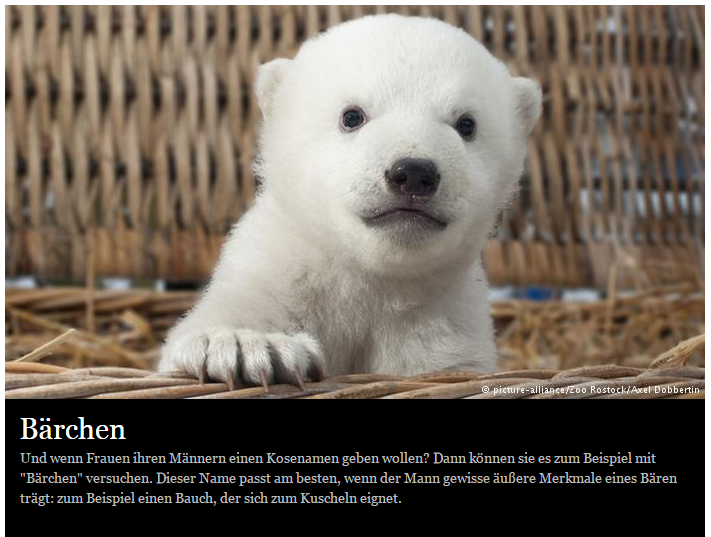 © picture-alliance/Zoo Rostock/Axel Dobbertin
Bärchen
Und wenn Frauen ihren Männern einen Kosenamen geben wollen? Dann können sie es zum Beispiel mit
"Bärchen" versuchen. Dieser Name passt am besten, wenn der Mann gewisse äußere Merkmale eines Bären
trägt: zum Beispiel einen Bauch, der sich zum Kuscheln eignet.